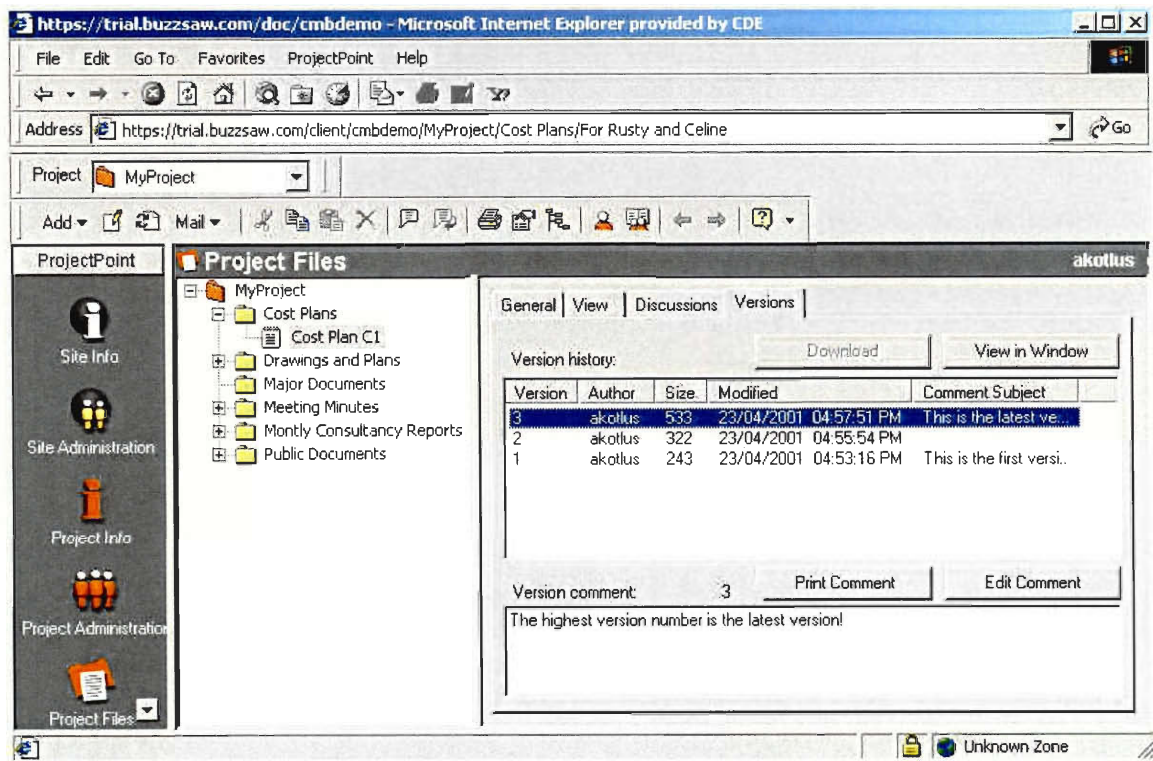 https://trial.buzzsaw.com/doc/cmbdemo - Microsoft Internet Explorer provided by CDE
File Edit Go To Favorites ProjectPoint Help
Address https://trial.buzzsaw.com/client/cmbdemo/MyProject/Cost Plans/For Rusty and Celine Go
Project MyProject
Add Mail
ProjectPoint
Site Info
Site Administration
Project Info
Project Administration
Project Files
Project Files akotlus
MyProject
Cost Plans
Cost Plan C1
Drawings and Plans
Major Documents
Meeting Minutes
Montly Consultancy Reports
Public Documents
General View Discussions Versions
Version history: Download View in Window
Version Author Size Modified Comment Subject
3 akotlus 533 23/04/2001 04:57:51 PM This is the latest ve...
2 akotlus 322 23/04/2001 04:55:54 PM
1 akotlus 243 23/04/2001 04:53:16 PM This is the first versi..
Version comment: 3 Print Comment Edit Comment
The highest version number is the latest version!
Unknown Zone